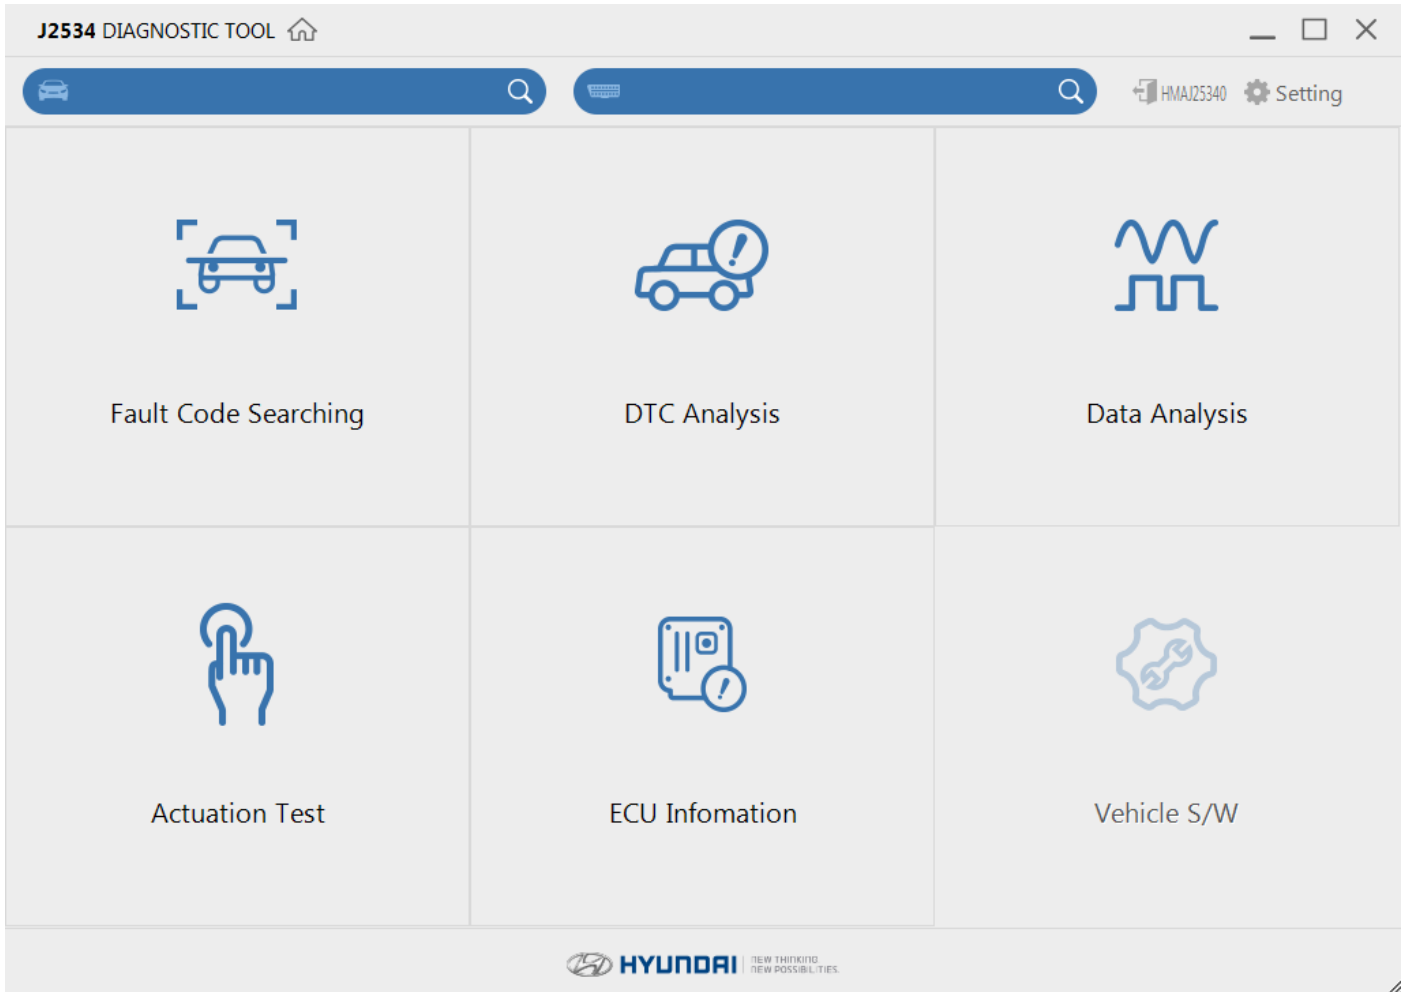 J2534 DIAGNOSTIC TOOL
HMAJ25340
Setting
Fault Code Searching
DTC Analysis
Data Analysis
Actuation Test
ECU Infomation
Vehicle S/W
HYUNDAI
NEW THINKING.
NEW POSSIBILITIES.